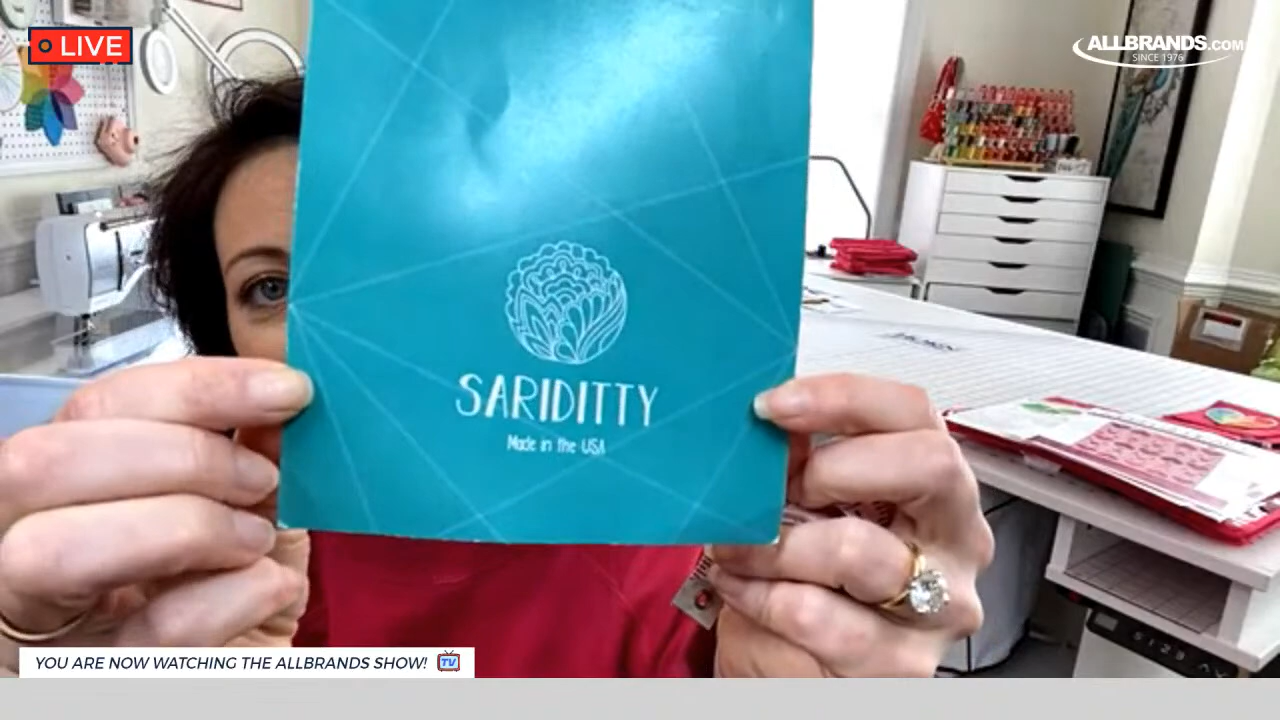 LIVE
ALLBRANDS.COM
SINCE 1976
SARIDITTY
Made in the USA
YOU ARE NOW WATCHING THE ALLBRANDS SHOW!
TV